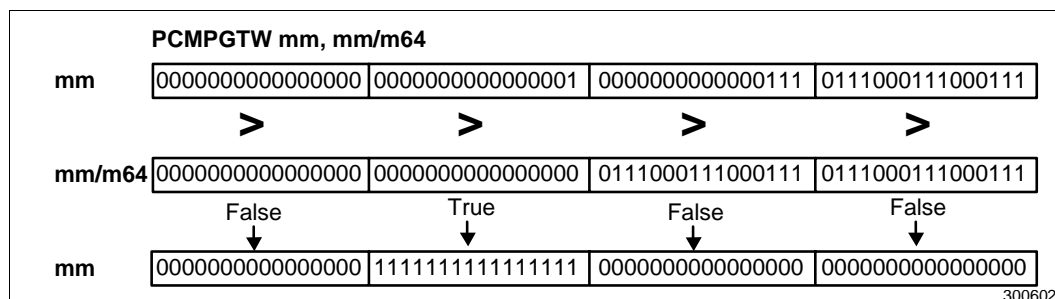 PCMPGTW mm, mm/m64
mm 0000000000000000 0000000000000001 0000000000000111 0111000111000111
> > > >
mm/m64 0000000000000000 0000000000000000 0111000111000111 0111000111000111
False True False False
mm 0000000000000000 1111111111111111 0000000000000000 0000000000000000
300602